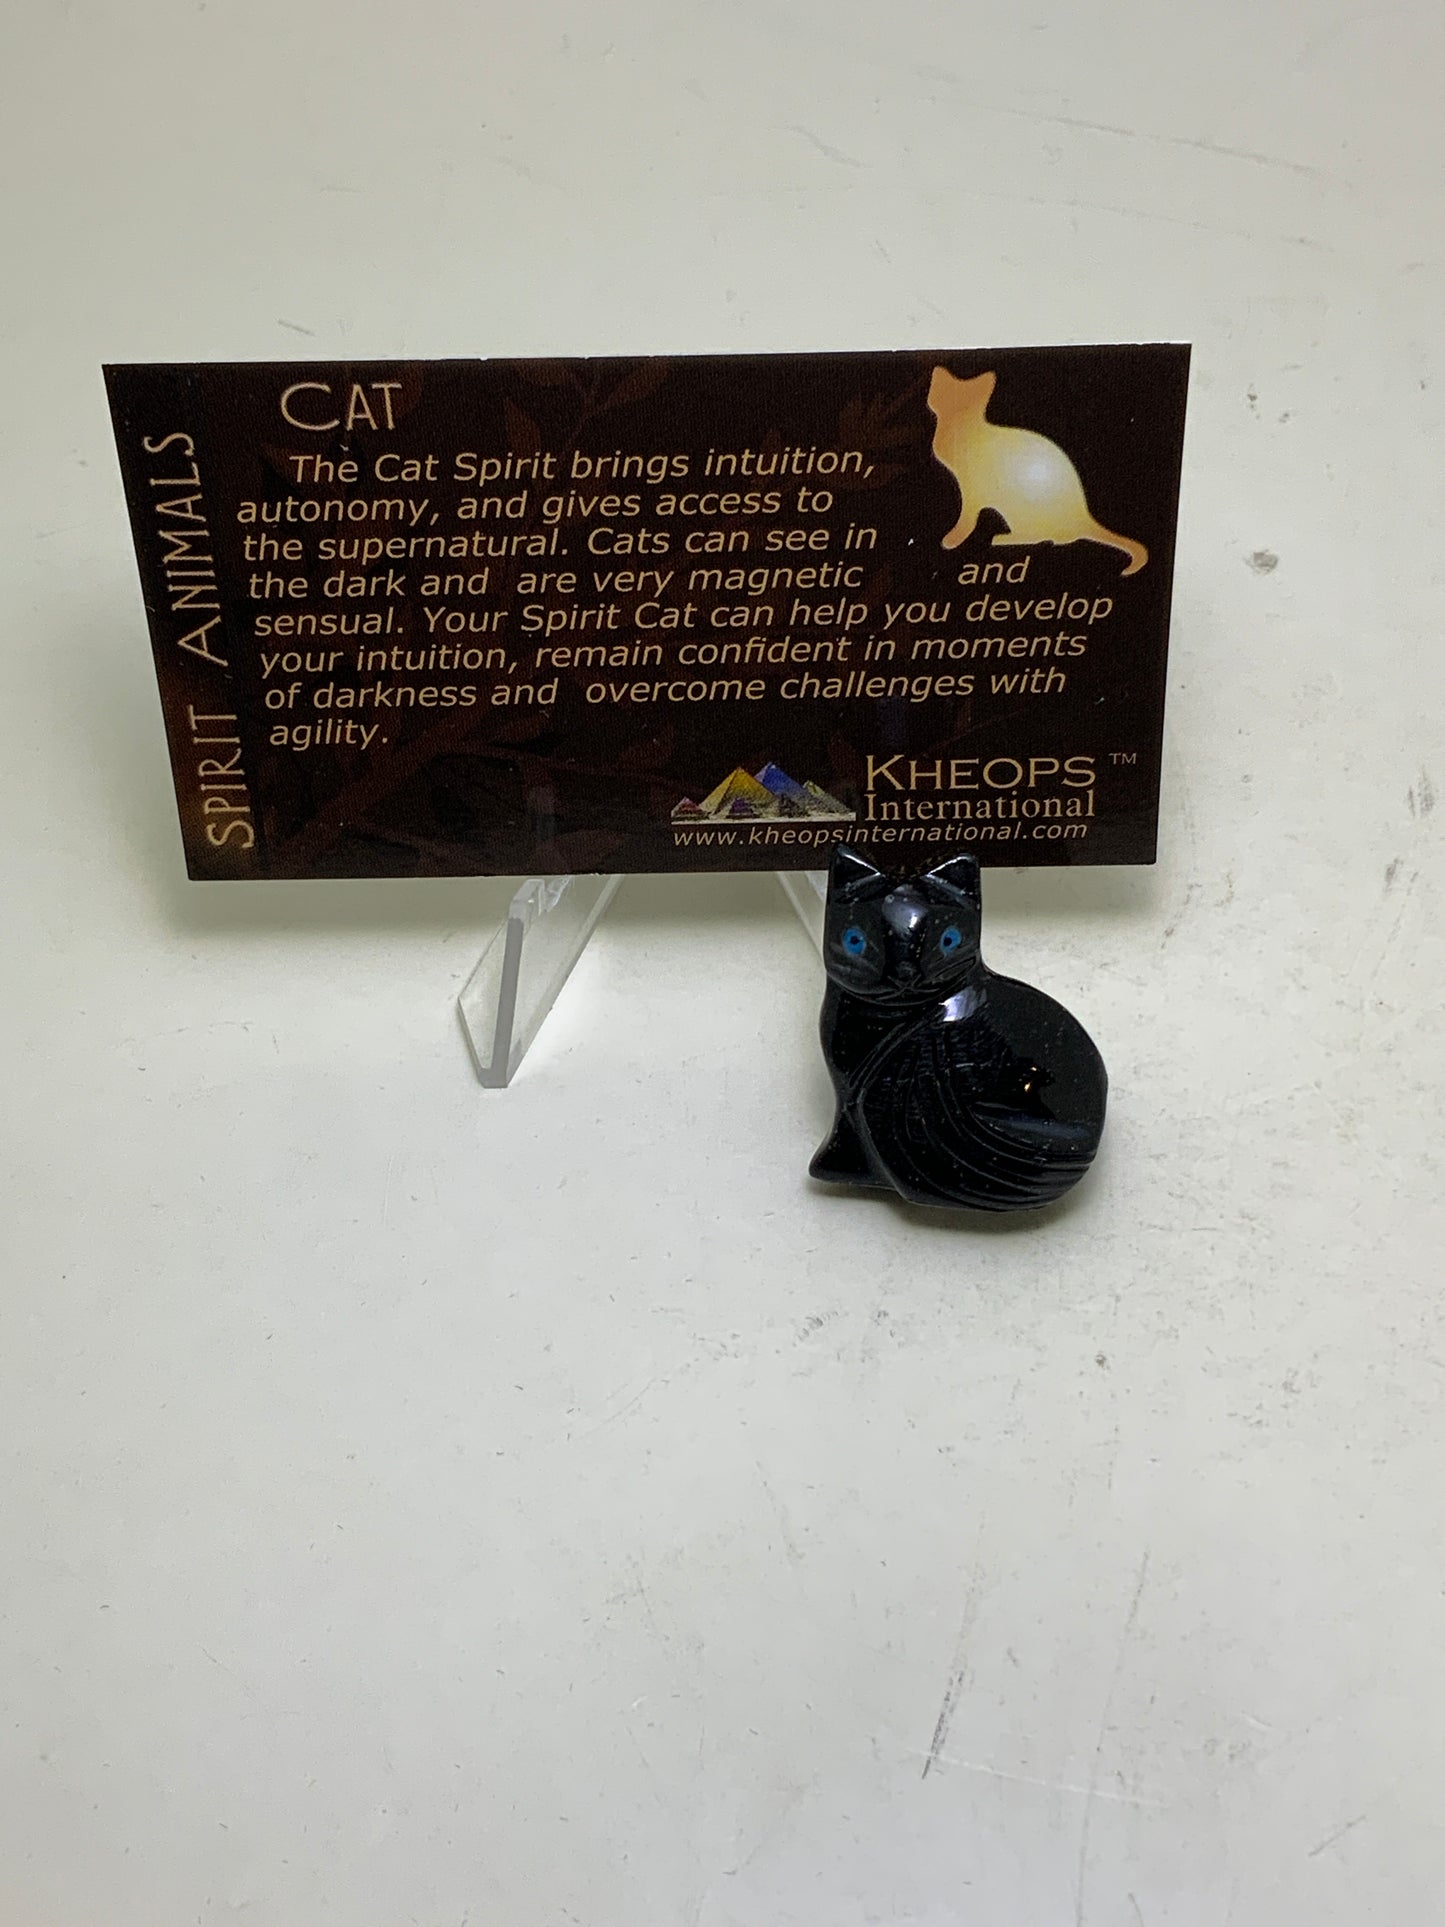 SPIRIT ANIMALS
CAT
The Cat Spirit brings intuition,
autonomy, and gives access to
the supernatural. Cats can see in
the dark and are very magnetic and
sensual. Your Spirit Cat can help you develop
your intuition, remain confident in moments
of darkness and overcome challenges with
agility.
KHEOPS ™
International
www.kheopsinternational.com